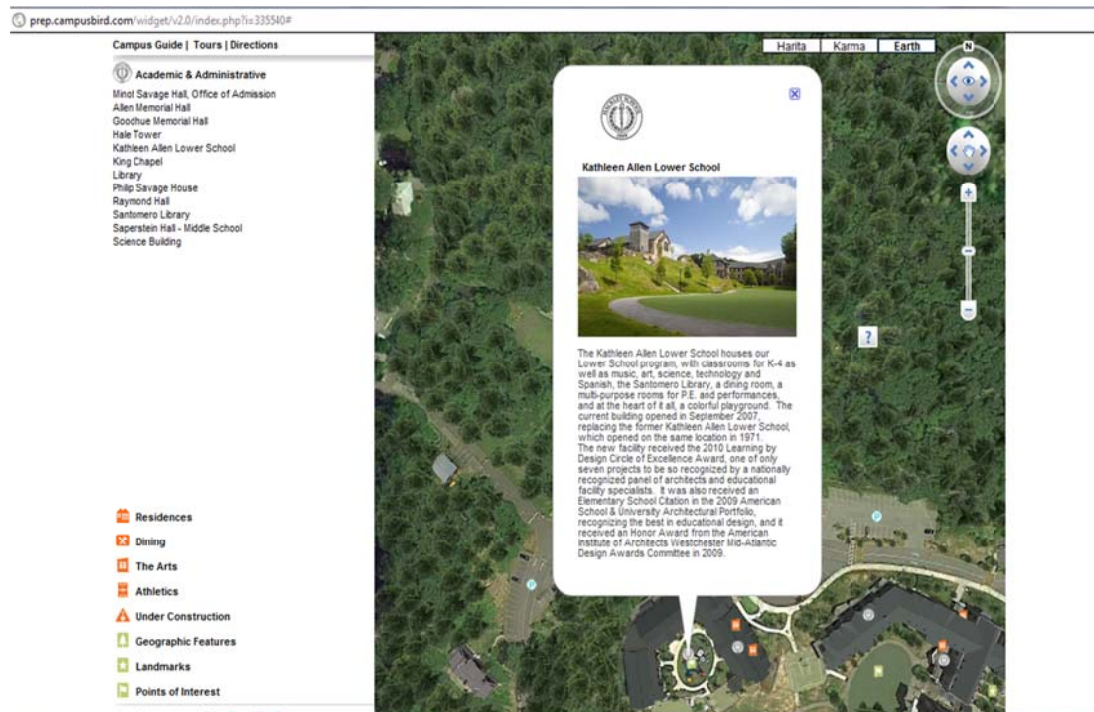 prep.campusbird.com/widget/v2.0/index.php?i=335540#
Campus Guide | Tours | Directions
Academic & Administrative
Minot Savage Hall, Office of Admission
Allen Memorial Hall
Goochue Memorial Hall
Hale Tower
Kathleen Allen Lower School
King Chapel
Library
Philip Savage House
Raymond Hall
Santomero Library
Saperstein Hall - Middle School
Science Building
Residences
Dining
The Arts
Athletics
Under Construction
Geographic Features
Landmarks
Points of Interest
Harita
Karma
Earth
N
HACKLEY SCHOOL
Kathleen Allen Lower School
The Kathleen Allen Lower School houses our
Lower School program, with classrooms for K-4 as
well as music, art, science, technology and
Spanish, the Santomero Library, a dining room, a
multi-purpose rooms for P.E. and performances,
and at the heart of it all, a colorful playground. The
current building opened in September 2007,
replacing the former Kathleen Allen Lower School,
which opened on the same location in 1971.
The new facility received the 2010 Learning by
Design Circle of Excellence Award, one of only
seven projects to be so recognized by a nationally
recognized panel of architects and educational
facility specialists. It was also received an
Elementary School Citation in the 2009 American
School & University Architectural Portfolio,
recognizing the best in educational design, and it
received an Honor Award from the American
Institute of Architects Westchester Mid-Atlantic
Design Awards Committee in 2009.
?
P
P